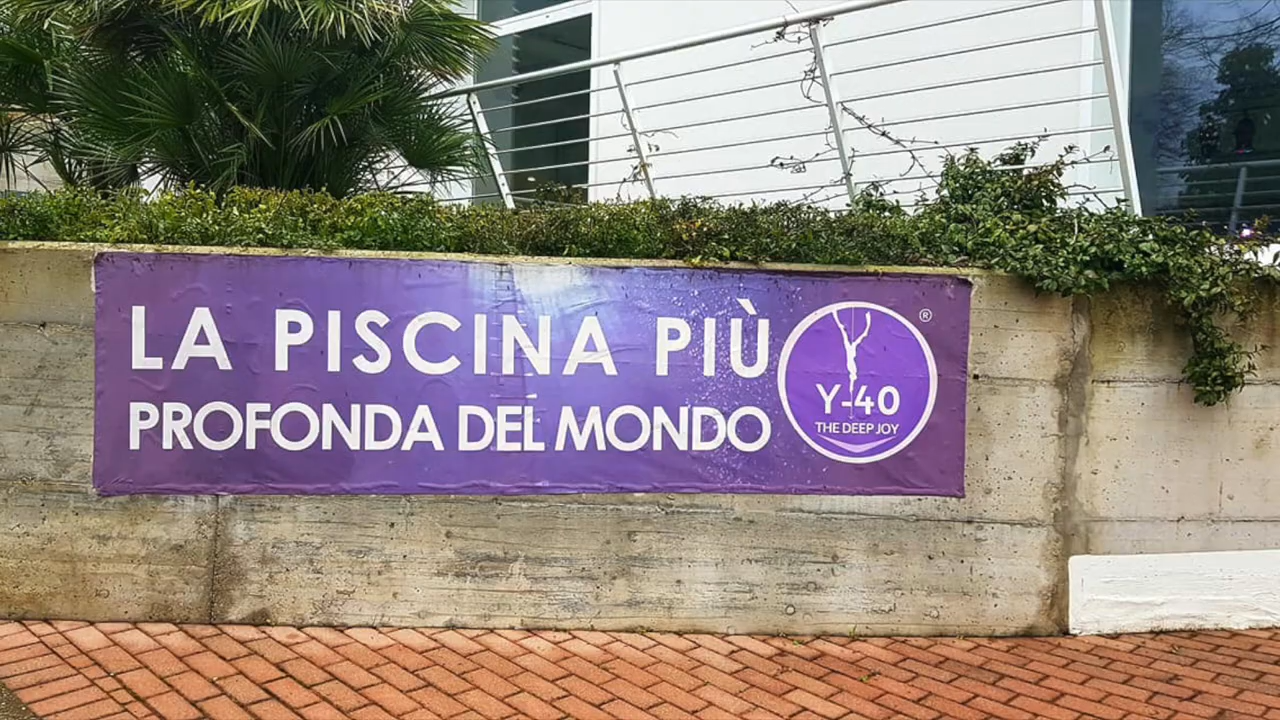 LA PISCINA PIÙ
PROFONDA DEL MONDO
®
Y-40
THE DEEP JOY